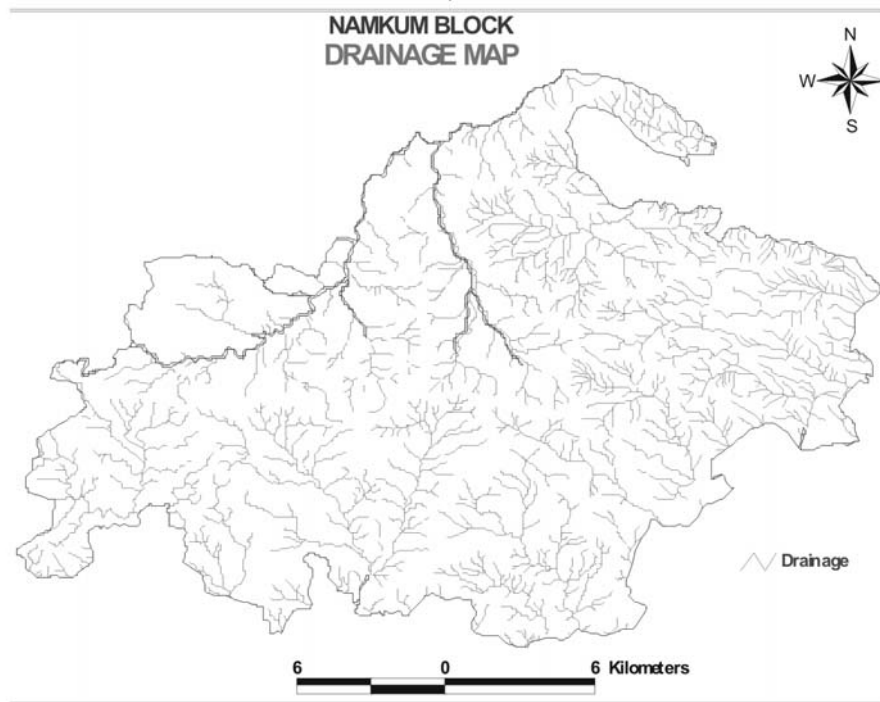 NAMKUM BLOCK
DRAINAGE MAP
N
W
S
Drainage
6 0 6 Kilometers